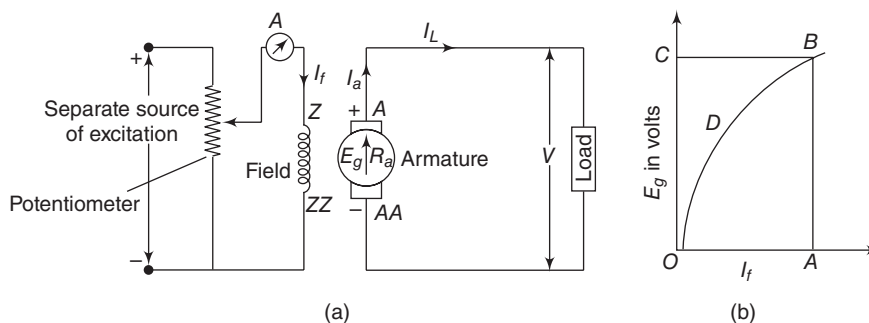 A
I_L
+
I_f
I_a
C
B
Separate source
of excitation
Z
+ A
E_g R_a Armature
V
Load
E_g in volts
D
Field
Potentiometer
ZZ
− AA
−
O
I_f
A
(a)
(b)